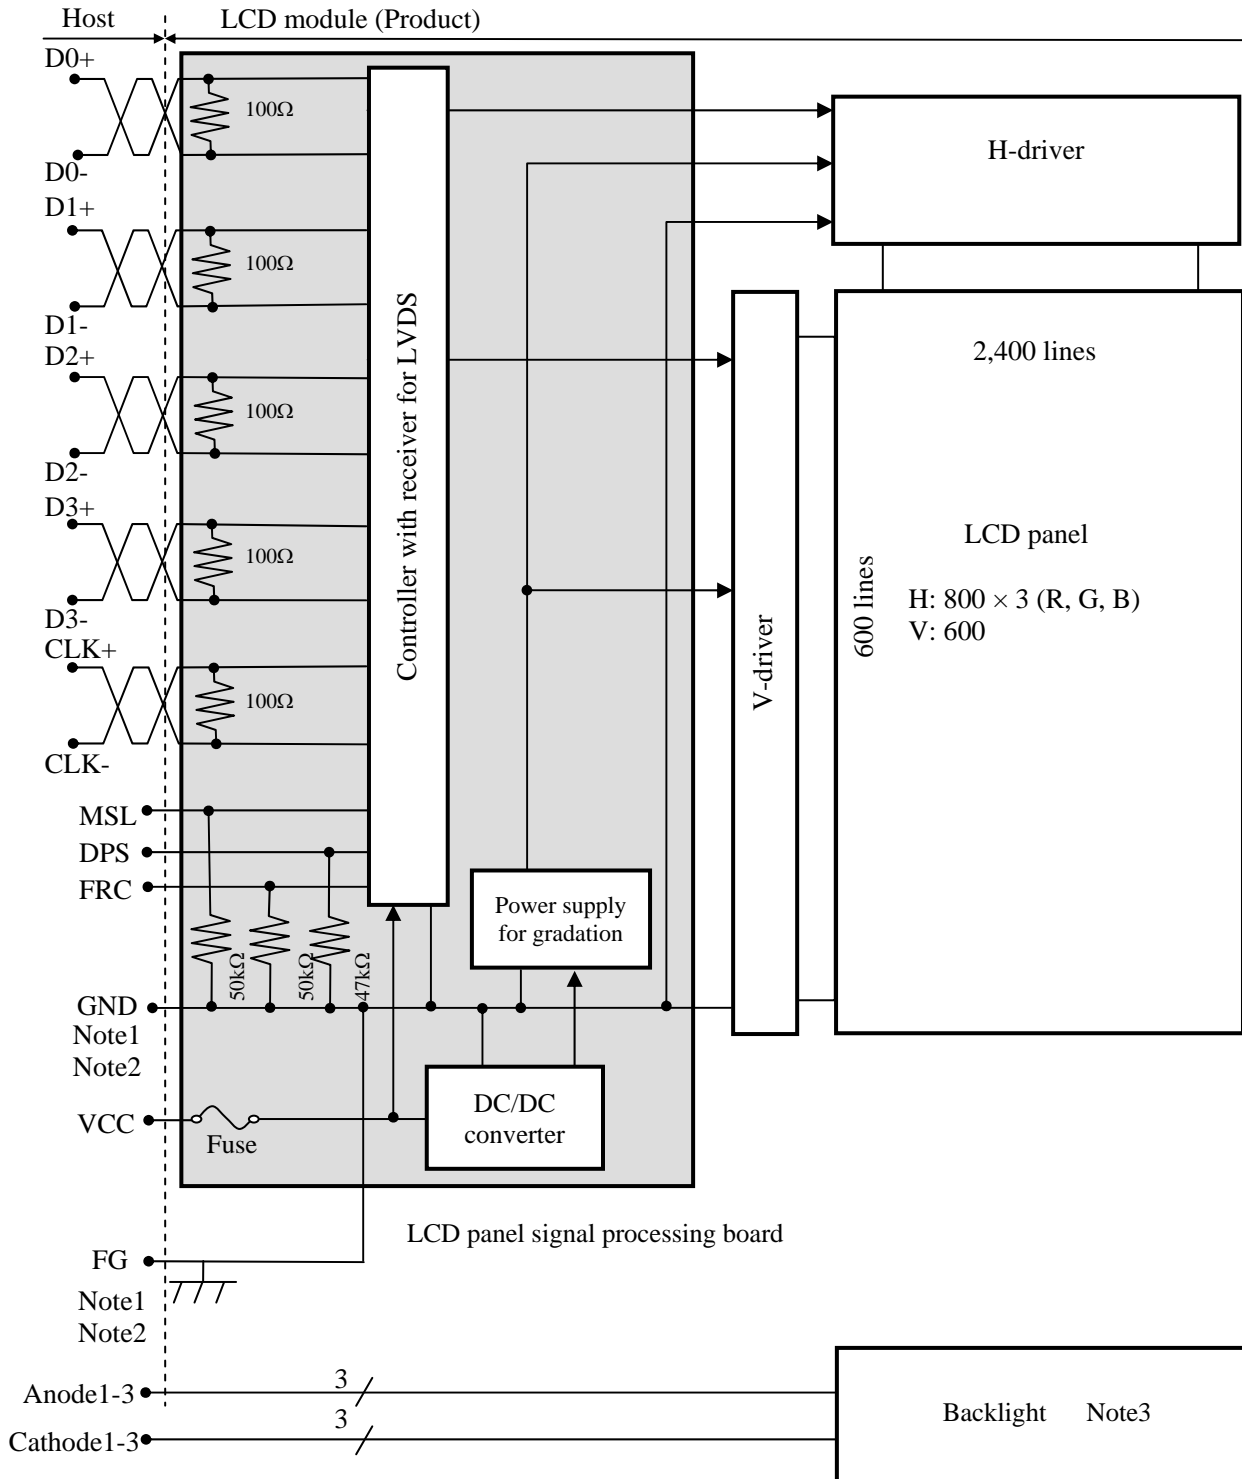 Host
LCD module (Product)
D0+
100Ω
D0-
D1+
100Ω
D1-
D2+
100Ω
D2-
D3+
100Ω
D3-
CLK+
100Ω
CLK-
MSL
DPS
FRC
50kΩ
50kΩ
47kΩ
GND
Note1
Note2
VCC
Fuse
Controller with receiver for LVDS
Power supply
for gradation
DC/DC
converter
H-driver
V-driver
2,400 lines
600 lines
LCD panel
H: 800 × 3 (R, G, B)
V: 600
LCD panel signal processing board
FG
Note1
Note2
Anode1-3
3
Cathode1-3
3
Backlight Note3